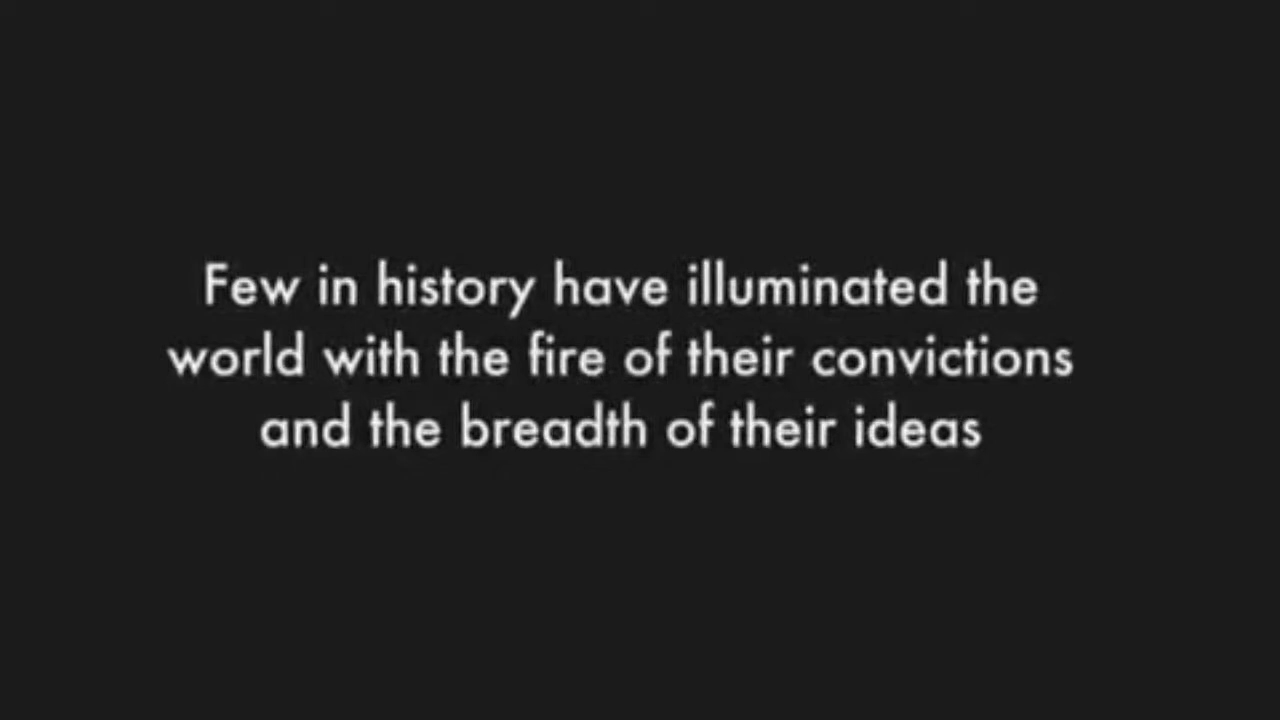 Few in history have illuminated the
world with the fire of their convictions
and the breadth of their ideas